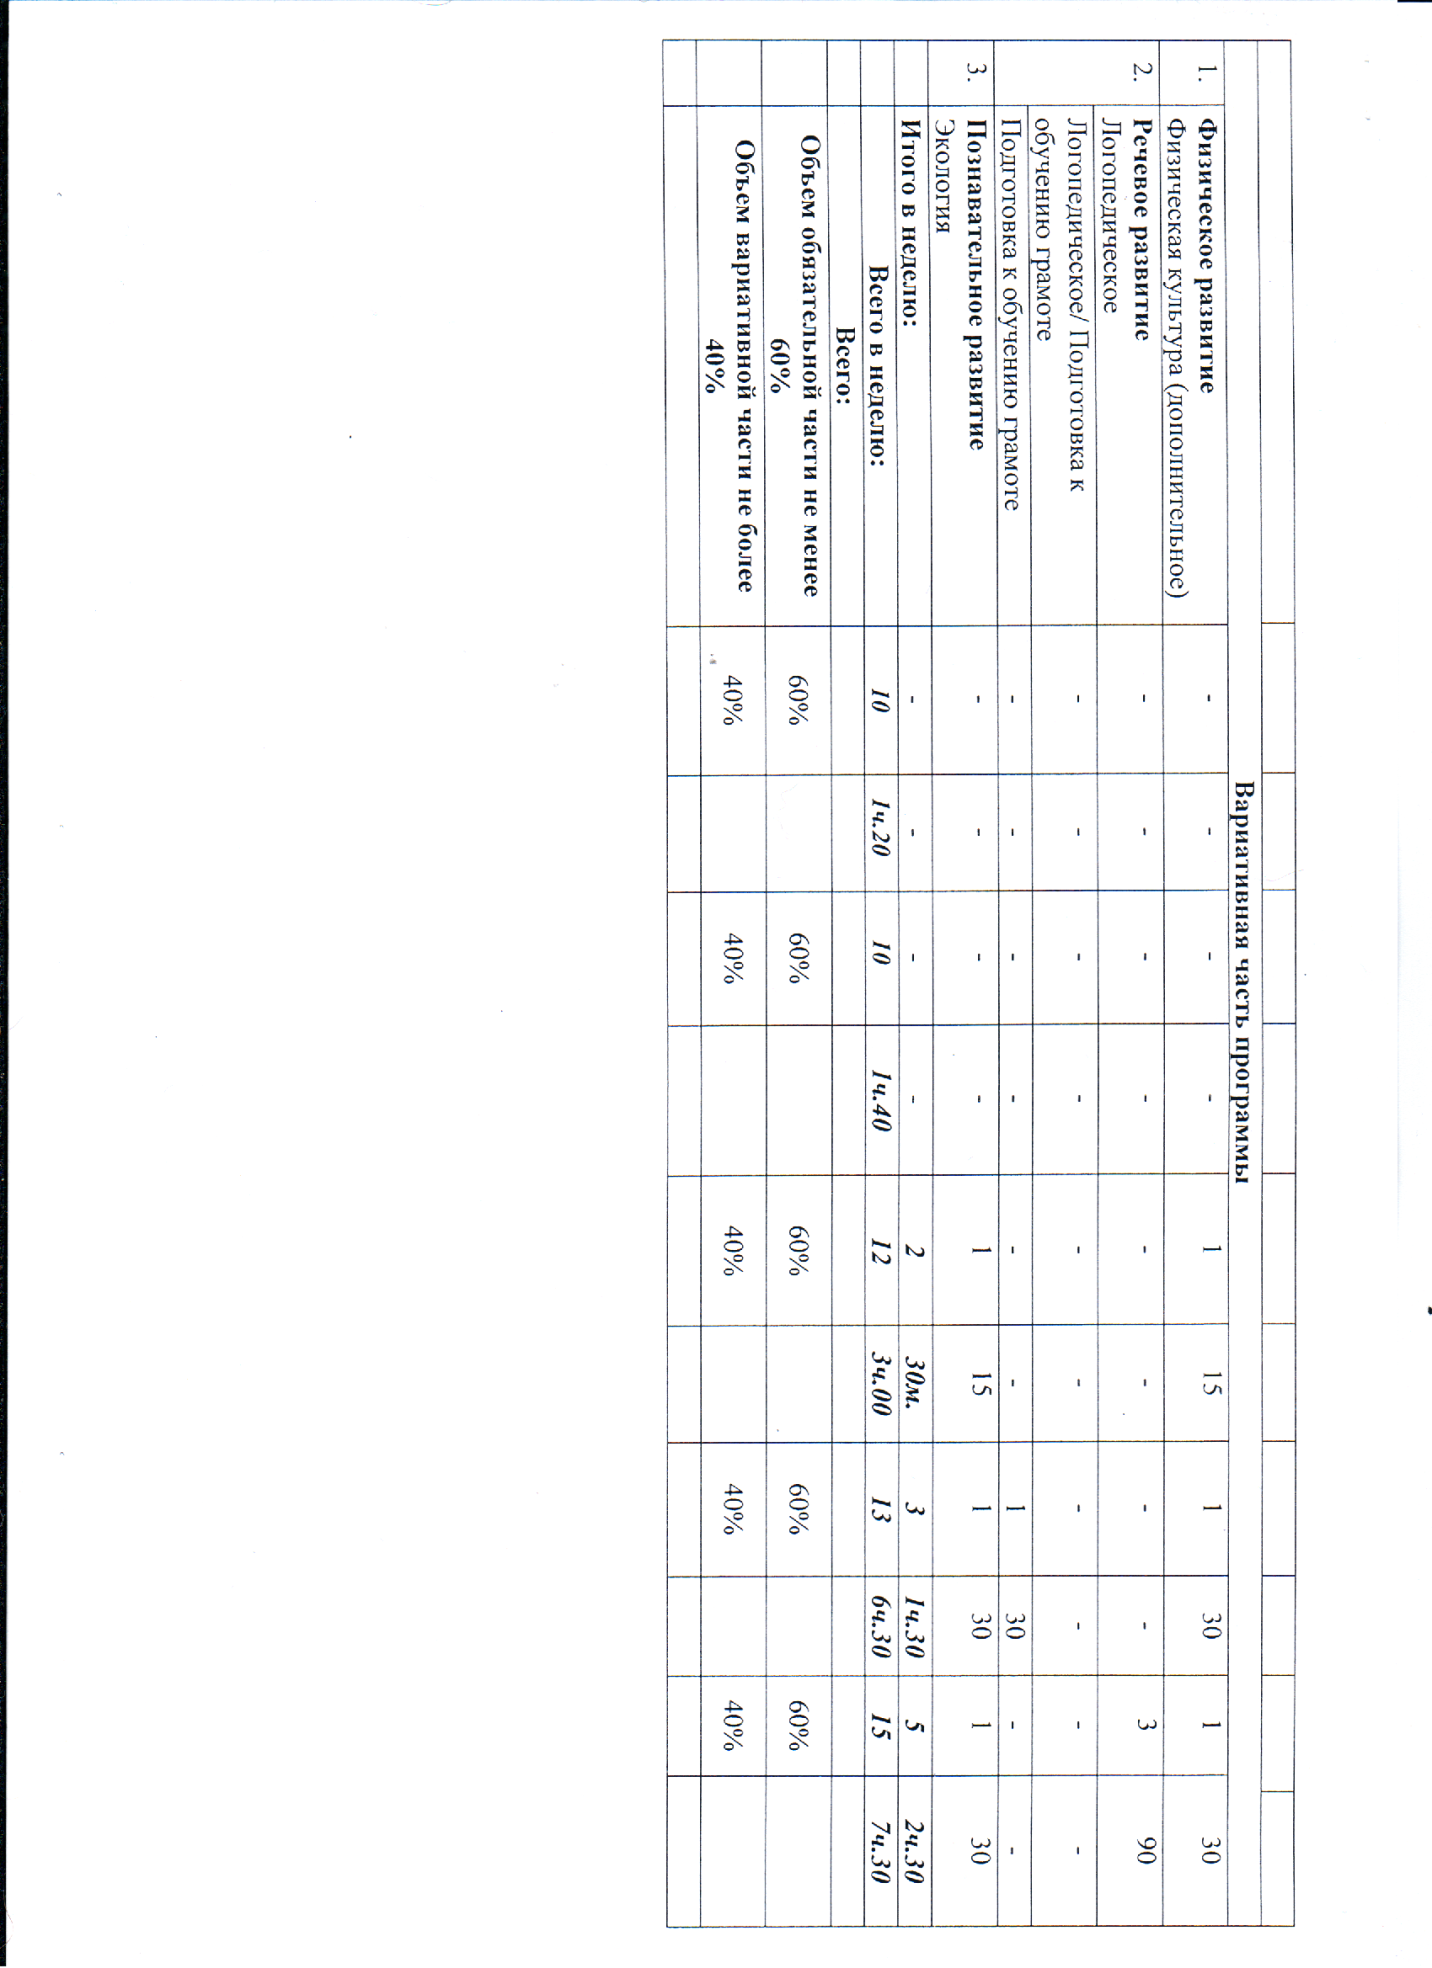 Вариативная часть программы
1. Физическое развитие
Физическая культура (дополнительное) - - - - 1 15 1 30 1 30
2. Речевое развитие
Логопедическое - - - - - - - - 3 90
Логопедическое/ Подготовка к
обучению грамоте - - - - - - - - - -
Подготовка к обучению грамоте - - - - - - 1 30 - -
3. Познавательное развитие
Экология - - - - 1 15 1 30 1 30
Итого в неделю: - - - - 2 30м. 3 1ч.30 5 2ч.30
Всего в неделю: 10 1ч.20 10 1ч.40 12 3ч.00 13 6ч.30 15 7ч.30
Всего:
Объем обязательной части не менее
60% 60% 60% 60% 60% 60%
Объем вариативной части не более
40% 40% 40% 40% 40% 40%